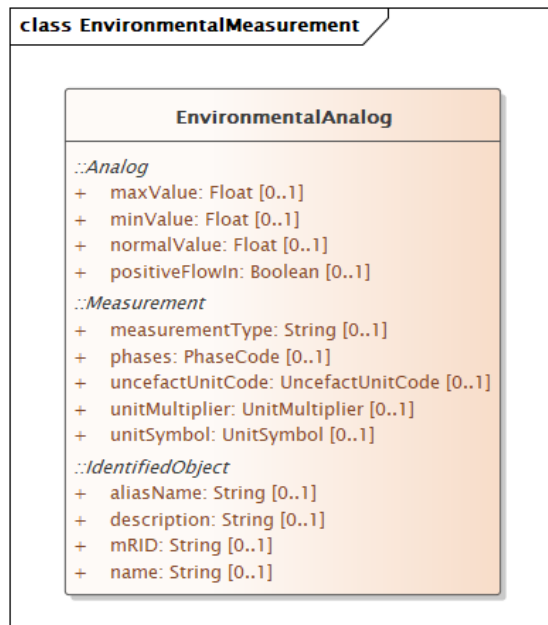 class EnvironmentalMeasurement
EnvironmentalAnalog
::Analog
+ maxValue: Float [0..1]
+ minValue: Float [0..1]
+ normalValue: Float [0..1]
+ positiveFlowIn: Boolean [0..1]
::Measurement
+ measurementType: String [0..1]
+ phases: PhaseCode [0..1]
+ uncefactUnitCode: UncefactUnitCode [0..1]
+ unitMultiplier: UnitMultiplier [0..1]
+ unitSymbol: UnitSymbol [0..1]
::IdentifiedObject
+ aliasName: String [0..1]
+ description: String [0..1]
+ mRID: String [0..1]
+ name: String [0..1]